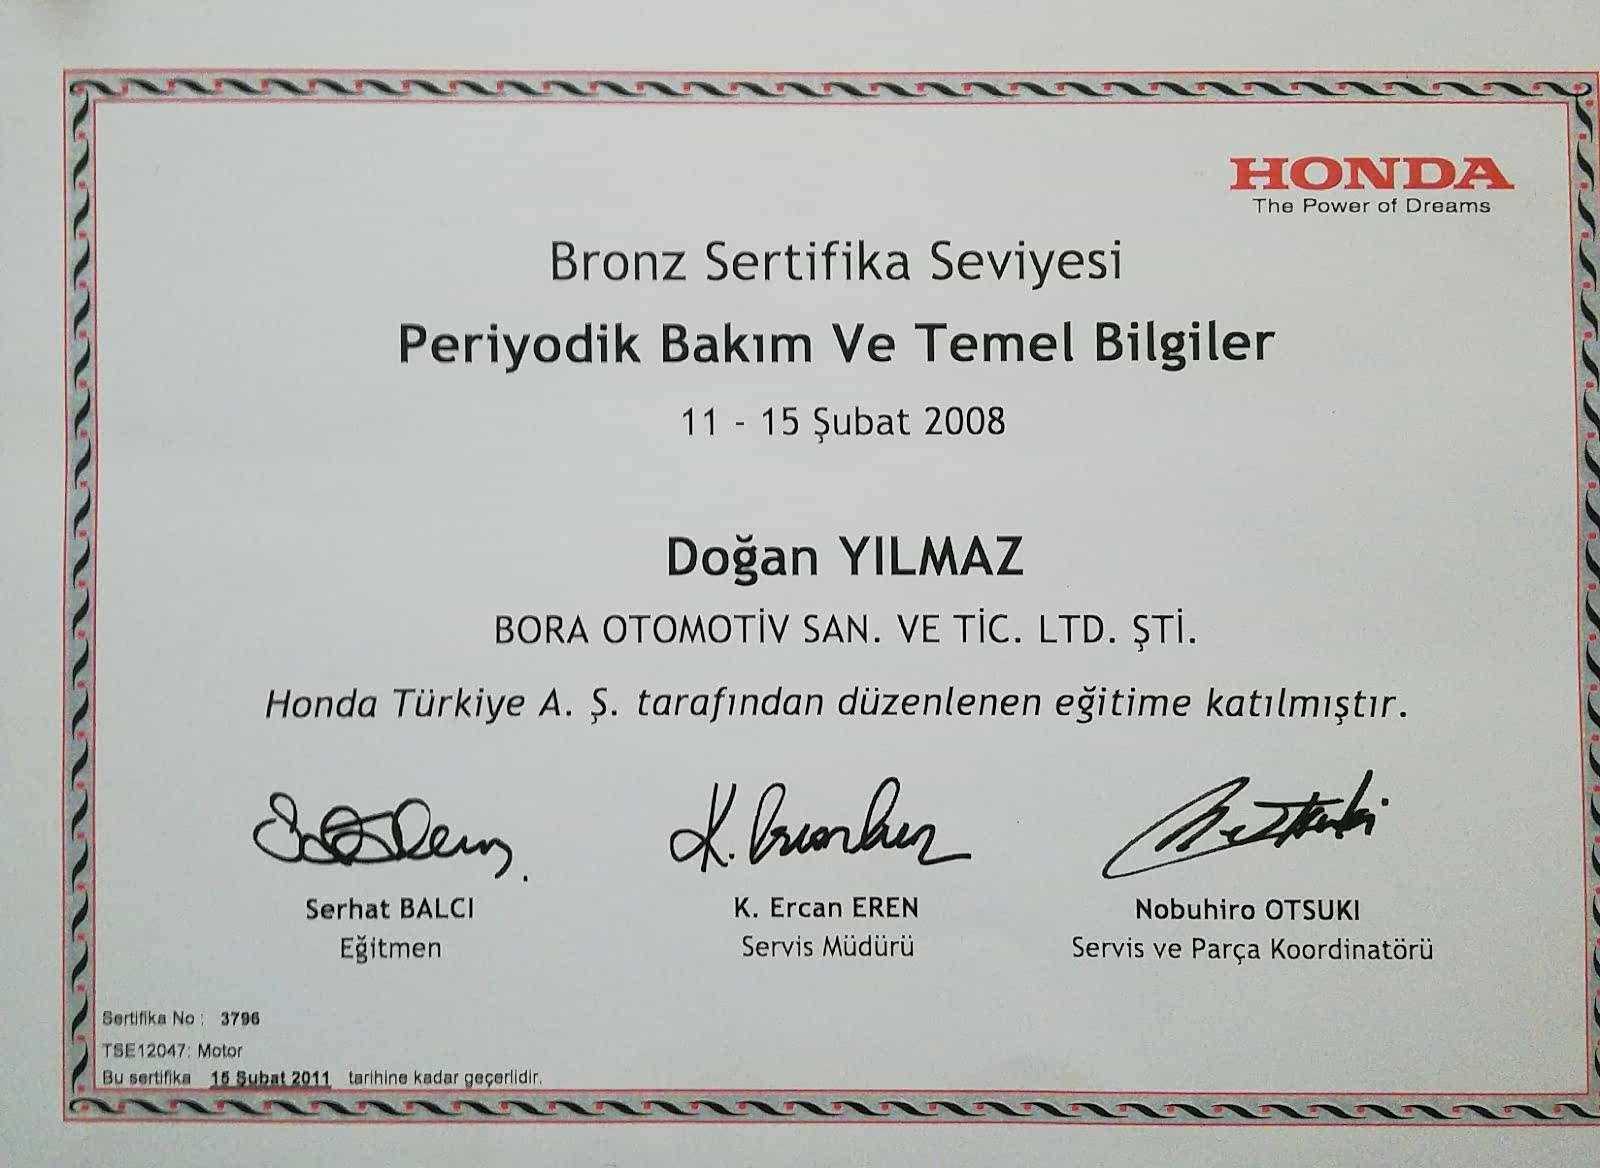 HONDA
The Power of Dreams
Bronz Sertifika Seviyesi
Periyodik Bakım Ve Temel Bilgiler
11 - 15 Şubat 2008
Doğan YILMAZ
BORA OTOMOTİV SAN. VE TİC. LTD. ŞTİ.
Honda Türkiye A. Ş. tarafından düzenlenen eğitime katılmıştır.
Serhat BALCI K. Ercan EREN Nobuhiro OTSUKI
Eğitmen Servis Müdürü Servis ve Parça Koordinatörü
Sertifika No : 3796
TSE12047: Motor
Bu sertifika 15 Şubat 2011 tarihine kadar geçerlidir.